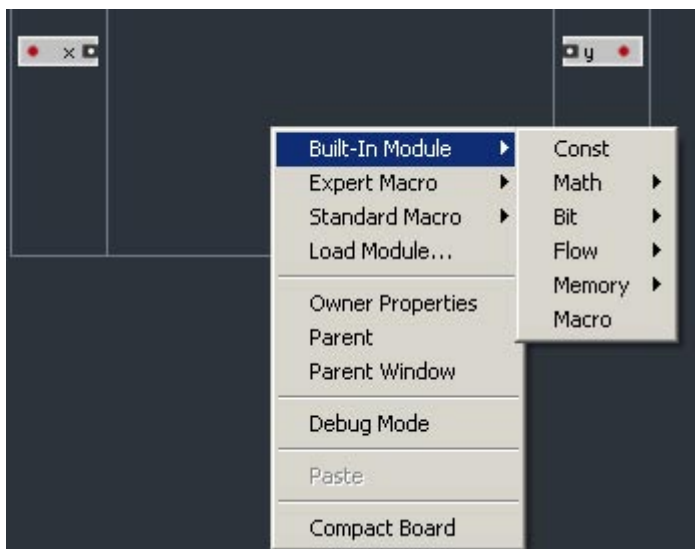 x
y
Built-In Module
Expert Macro
Standard Macro
Load Module...
Owner Properties
Parent
Parent Window
Debug Mode
Paste
Compact Board
Const
Math
Bit
Flow
Memory
Macro